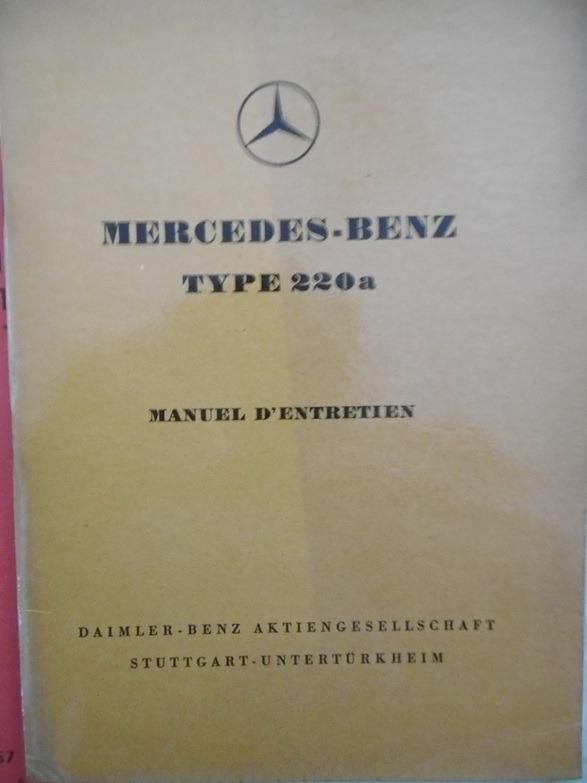 MERCEDES-BENZ
TYPE 220a
MANUEL D'ENTRETIEN
DAIMLER-BENZ AKTIENGESELLSCHAFT
STUTTGART-UNTERTÜRKHEIM